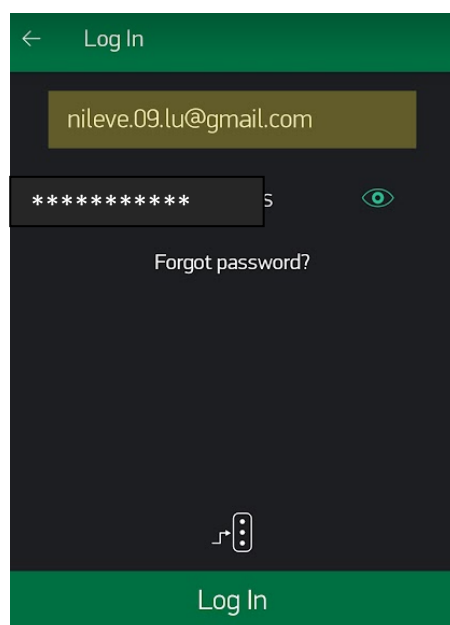 Log In
nileve.09.lu@gmail.com
*********** s
Forgot password?
Log In